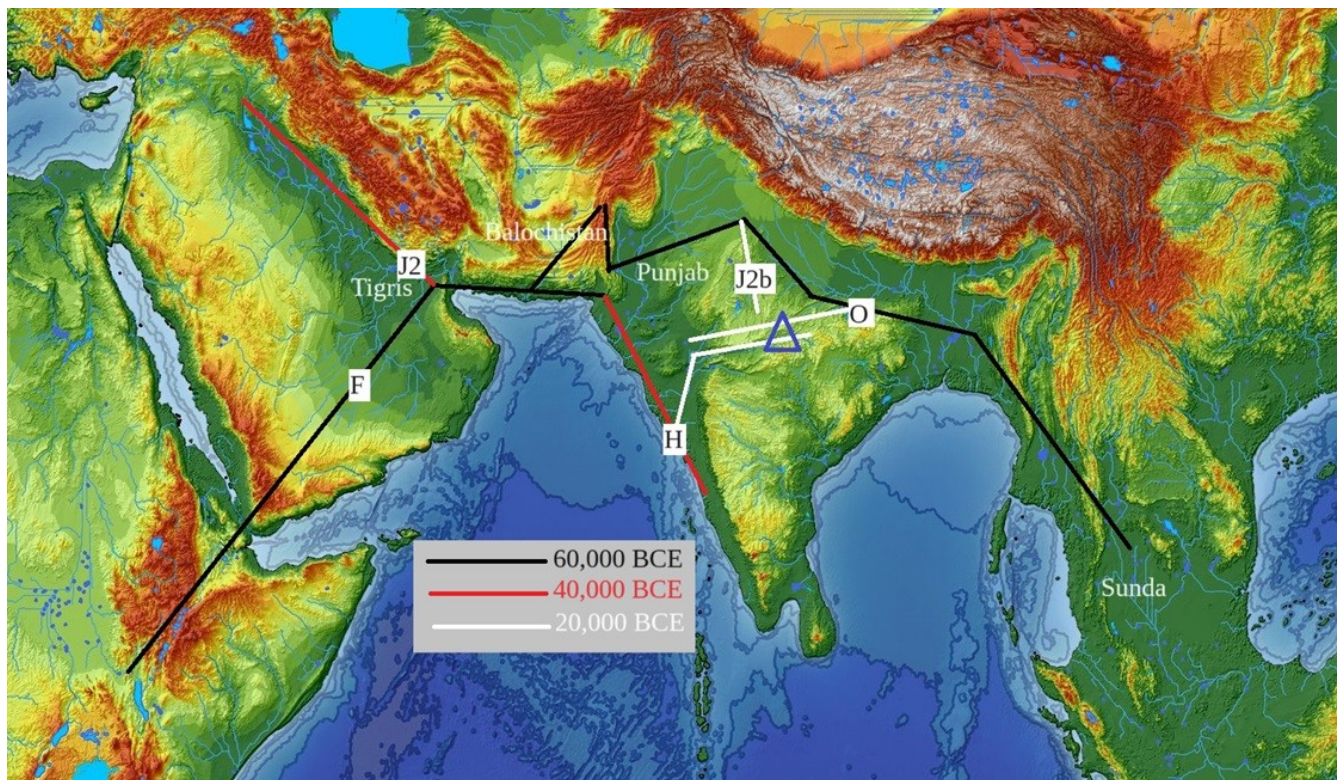 Balochistan
Punjab
J2
Tigris
J2b
O
F
H
60,000 BCE
40,000 BCE
20,000 BCE
Sunda